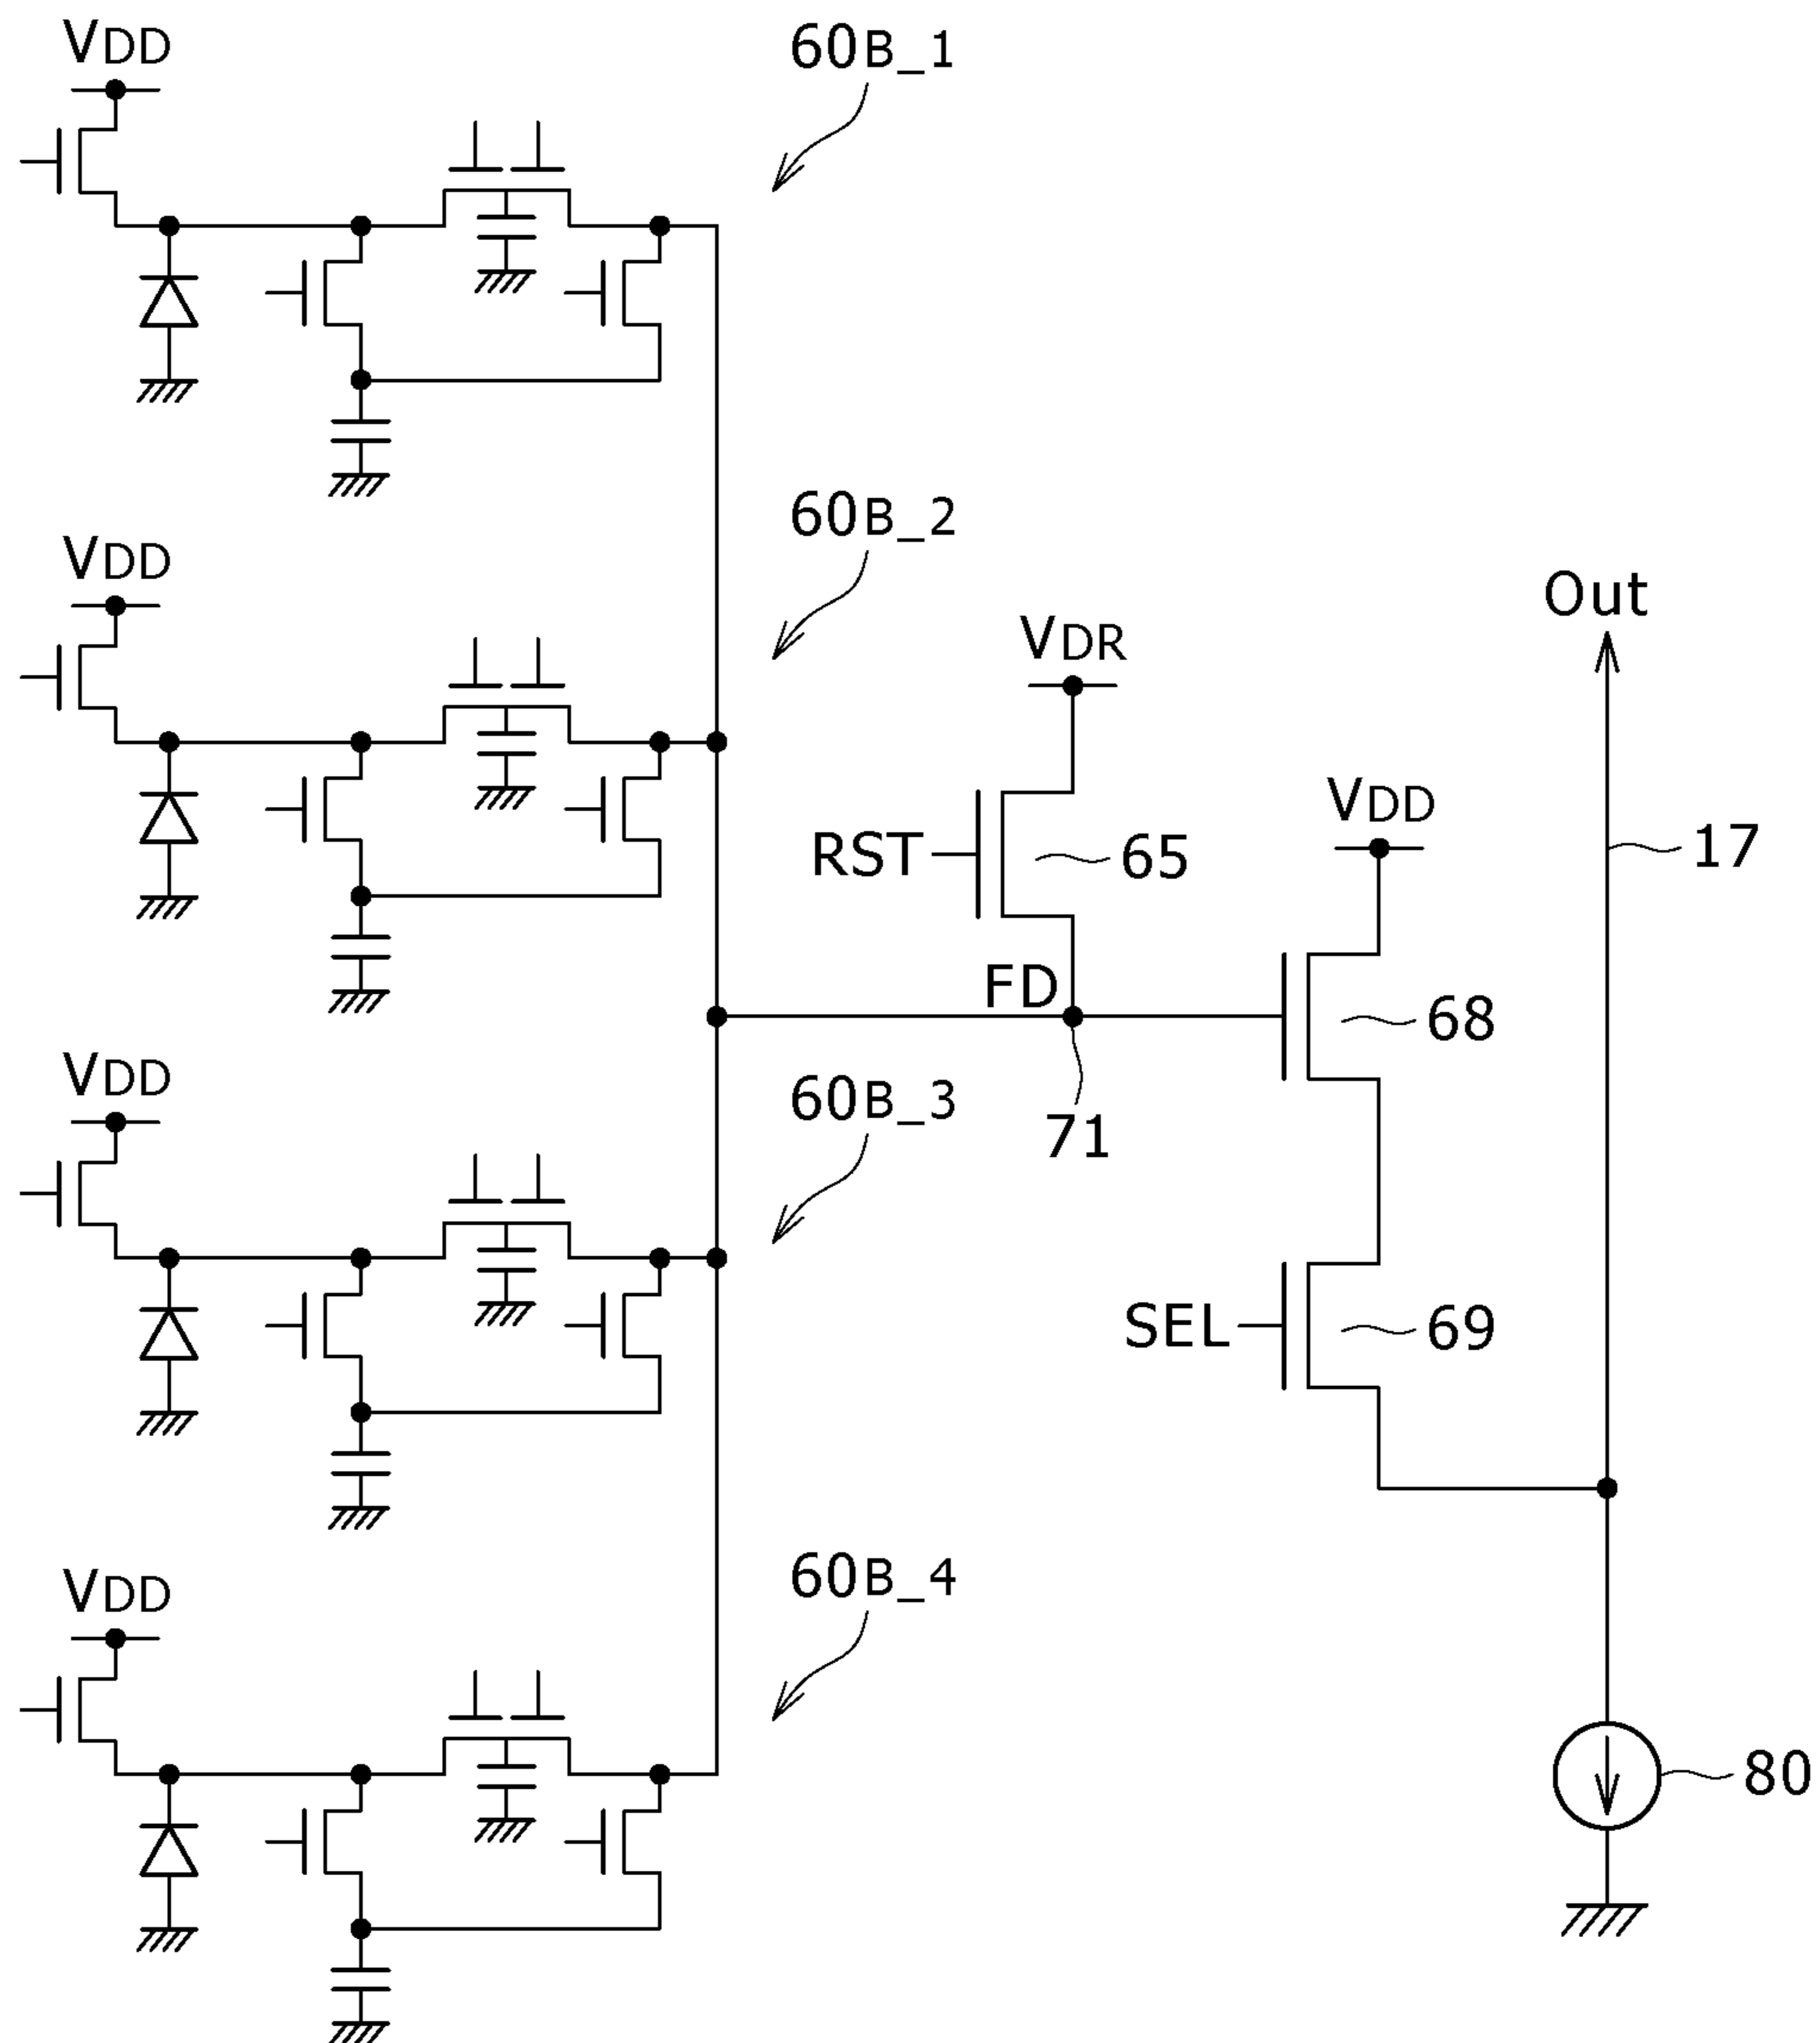 VDD
60B_1
VDD
60B_2
Out
VDR
VDD
RST
65
17
FD
68
VDD
60B_3
71
SEL
69
VDD
60B_4
80